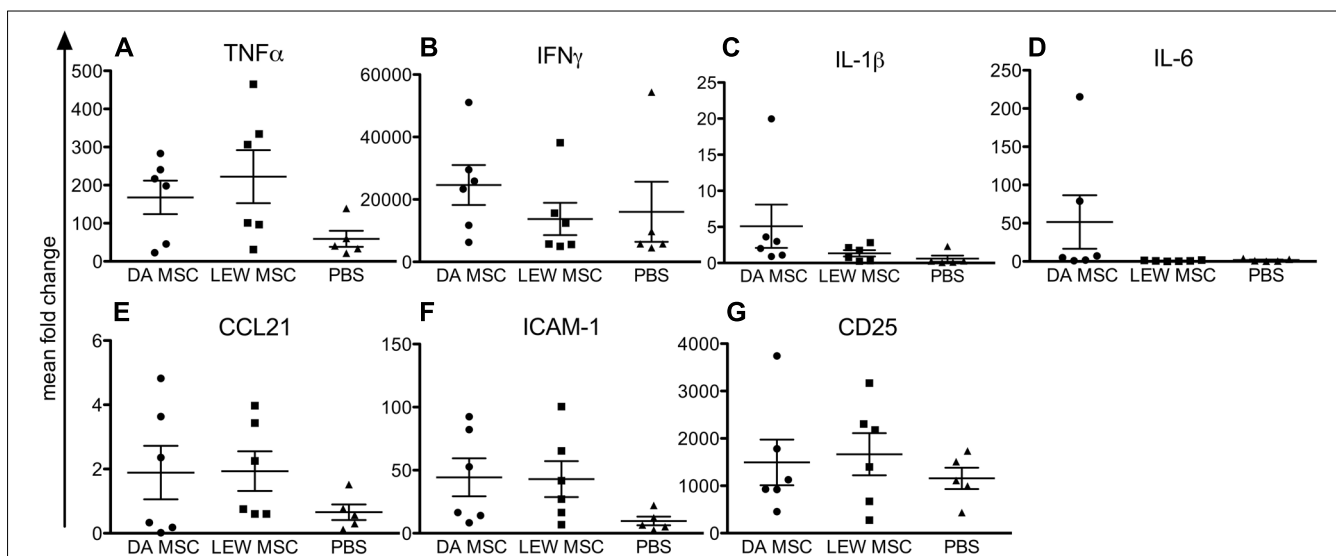 mean fold change
A TNFα
500
400
300
200
100
0
DA MSC LEW MSC PBS
B IFNγ
60000
40000
20000
0
DA MSC LEW MSC PBS
C IL-1β
25
20
15
10
5
0
DA MSC LEW MSC PBS
D IL-6
250
200
150
100
50
0
DA MSC LEW MSC PBS
E CCL21
6
4
2
0
DA MSC LEW MSC PBS
F ICAM-1
150
100
50
0
DA MSC LEW MSC PBS
G CD25
4000
3000
2000
1000
0
DA MSC LEW MSC PBS